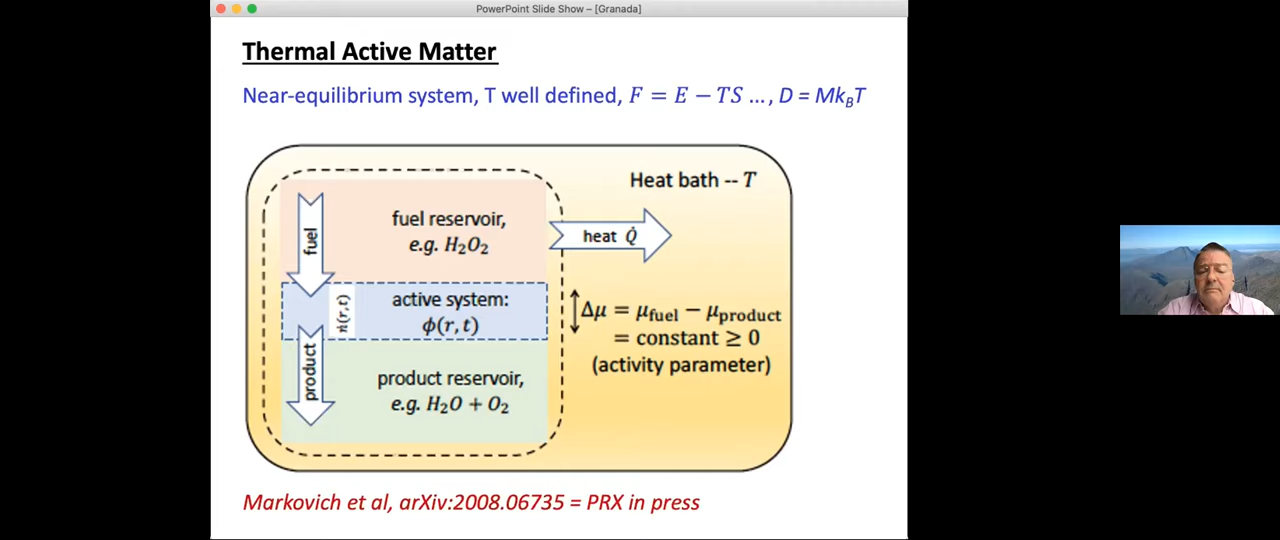 PowerPoint Slide Show – [Granada]
Thermal Active Matter
Near-equilibrium system, T well defined, F = E − TS ..., D = Mk_BT
Heat bath -- T
fuel
fuel reservoir,
e.g. H₂O₂
heat Q̇
ṅ(r,t)
active system:
ϕ(r, t)
Δμ = μ_fuel − μ_product
= constant ≥ 0
(activity parameter)
product
product reservoir,
e.g. H₂O + O₂
Markovich et al, arXiv:2008.06735 = PRX in press